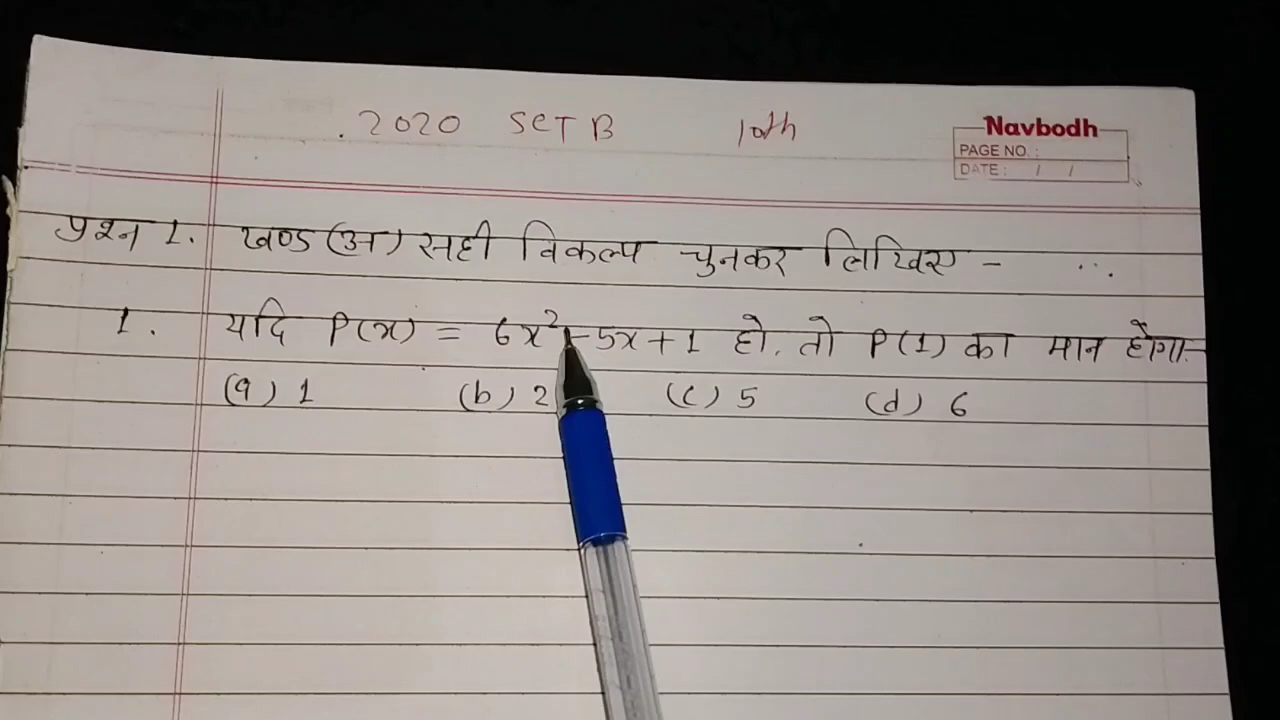 2020 SET B 10th
Navbodh
PAGE NO. :
DATE : / /
प्रश्न 1. खण्ड (अ) सही विकल्प चुनकर लिखिए - ...
1. यदि P(x) = 6x²-5x+1 हो, तो P(1) का मान होगा-
(a) 1 (b) 2 (c) 5 (d) 6